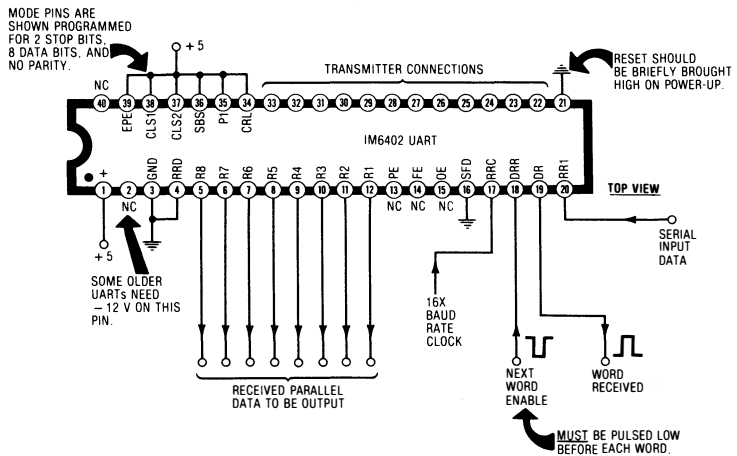 MODE PINS ARE
SHOWN PROGRAMMED
FOR 2 STOP BITS,
8 DATA BITS, AND
NO PARITY.
+ 5
TRANSMITTER CONNECTIONS
RESET SHOULD
BE BRIEFLY BROUGHT
HIGH ON POWER-UP.
NC
40 39 38 37 36 35 34 33 32 31 30 29 28 27 26 25 24 23 22 21
EPE CLS1 CLS2 SBS P1 CRL
IM6402 UART
+ GND RRD R8 R7 R6 R5 R4 R3 R2 R1 PE FE OE SFD RRC DRR DR RR1
1 2 3 4 5 6 7 8 9 10 11 12 13 14 15 16 17 18 19 20
TOP VIEW
NC NC NC NC
+ 5
SERIAL
INPUT
DATA
SOME OLDER
UARTs NEED
– 12 V ON THIS
PIN.
16X
BAUD
RATE
CLOCK
RECEIVED PARALLEL
DATA TO BE OUTPUT
NEXT
WORD
ENABLE
WORD
RECEIVED
MUST BE PULSED LOW
BEFORE EACH WORD.